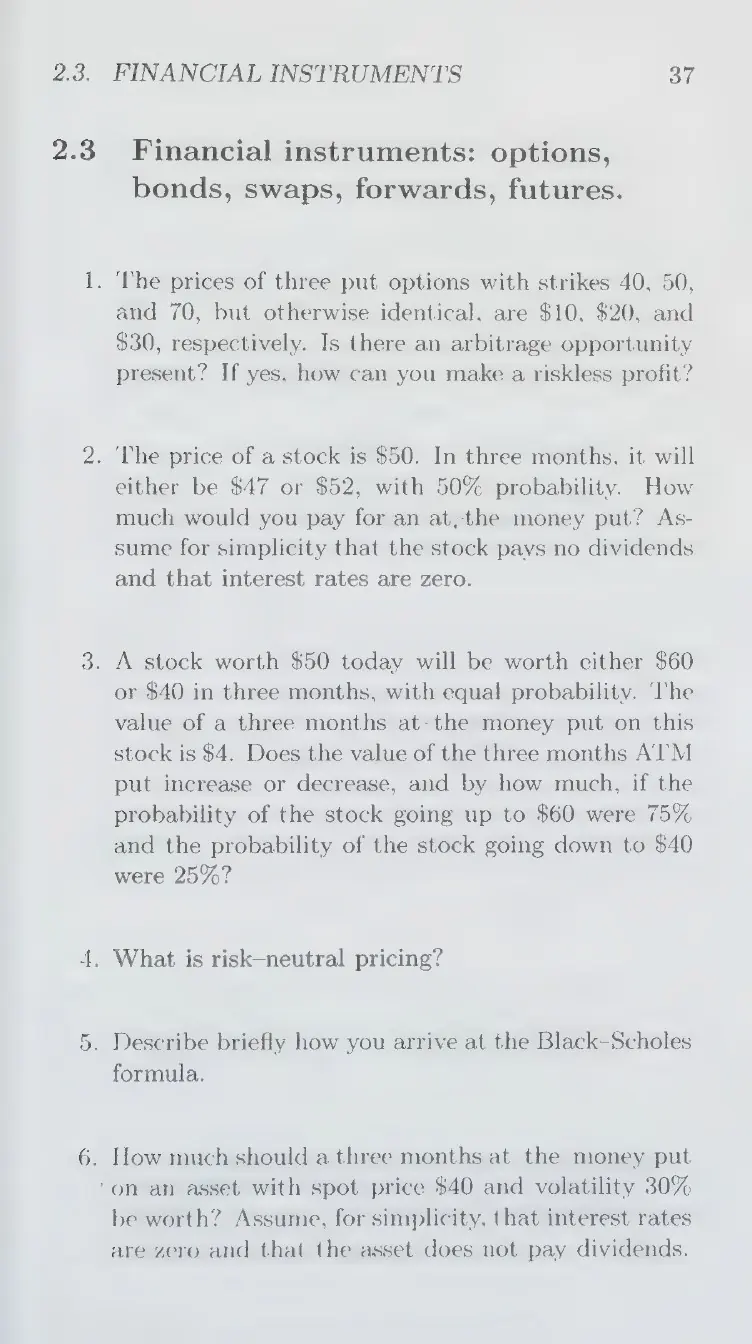 2.3. FINANCIAL INSTRUMENTS 37
2.3 Financial instruments: options,
bonds, swaps, forwards, futures.
1. The prices of three put options with strikes 40, 50,
and 70, but otherwise identical, are $10, $20, and
$30, respectively. Is there an arbitrage opportunity
present? If yes, how can you make a riskless profit?
2. The price of a stock is $50. In three months, it will
either be $47 or $52, with 50% probability. How
much would you pay for an at-the money put? As-
sume for simplicity that the stock pays no dividends
and that interest rates are zero.
3. A stock worth $50 today will be worth either $60
or $40 in three months, with equal probability. The
value of a three months at-the money put on this
stock is $4. Does the value of the three months ATM
put increase or decrease, and by how much, if the
probability of the stock going up to $60 were 75%
and the probability of the stock going down to $40
were 25%?
4. What is risk–neutral pricing?
5. Describe briefly how you arrive at the Black–Scholes
formula.
6. How much should a three months at the money put
on an asset with spot price $40 and volatility 30%
be worth? Assume, for simplicity, that interest rates
are zero and that the asset does not pay dividends.